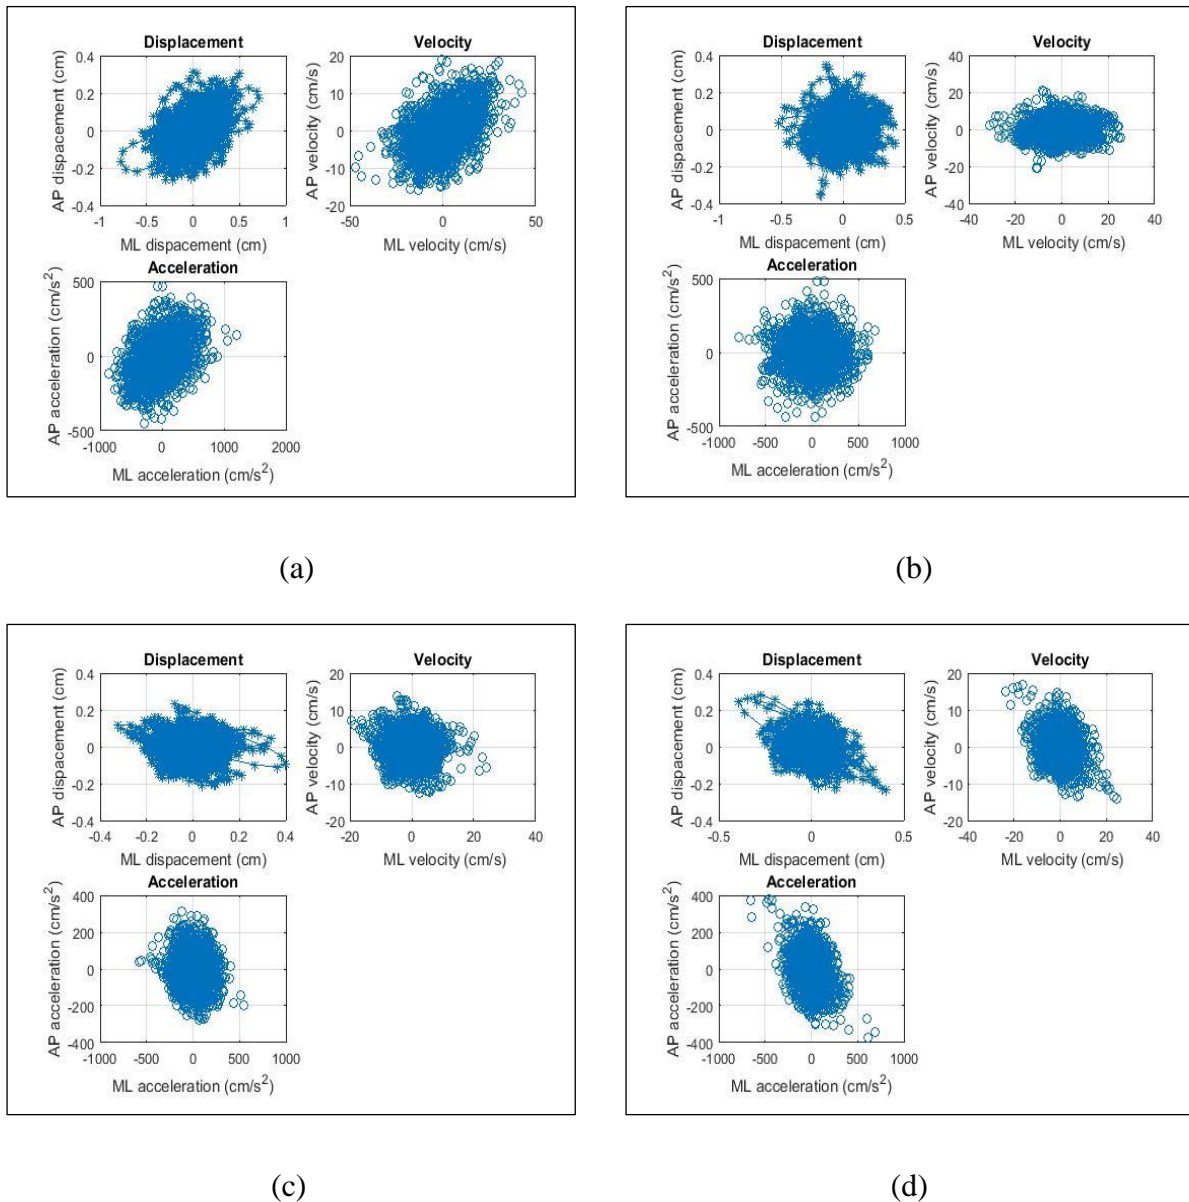 Displacement
0.4
0.2
0
-0.2
-0.4
AP dispacement (cm)
-1 -0.5 0 0.5 1
ML dispacement (cm)
Velocity
20
10
0
-10
-20
AP velocity (cm/s)
-50 0 50
ML velocity (cm/s)
Acceleration
500
0
-500
AP acceleration (cm/s²)
-1000 0 1000 2000
ML acceleration (cm/s²)
(a)
Displacement
0.4
0.2
0
-0.2
-0.4
AP dispacement (cm)
-1 -0.5 0 0.5
ML dispacement (cm)
Velocity
40
20
0
-20
-40
AP velocity (cm/s)
-40 -20 0 20 40
ML velocity (cm/s)
Acceleration
500
0
-500
AP acceleration (cm/s²)
-1000 -500 0 500 1000
ML acceleration (cm/s²)
(b)
Displacement
0.4
0.2
0
-0.2
-0.4
AP dispacement (cm)
-0.4 -0.2 0 0.2 0.4
ML dispacement (cm)
Velocity
20
10
0
-10
-20
AP velocity (cm/s)
-20 0 20 40
ML velocity (cm/s)
Acceleration
400
200
0
-200
-400
AP acceleration (cm/s²)
-1000 -500 0 500 1000
ML acceleration (cm/s²)
(c)
Displacement
0.4
0.2
0
-0.2
-0.4
AP dispacement (cm)
-0.5 0 0.5
ML dispacement (cm)
Velocity
20
10
0
-10
-20
AP velocity (cm/s)
-40 -20 0 20 40
ML velocity (cm/s)
Acceleration
400
200
0
-200
-400
AP acceleration (cm/s²)
-1000 -500 0 500 1000
ML acceleration (cm/s²)
(d)